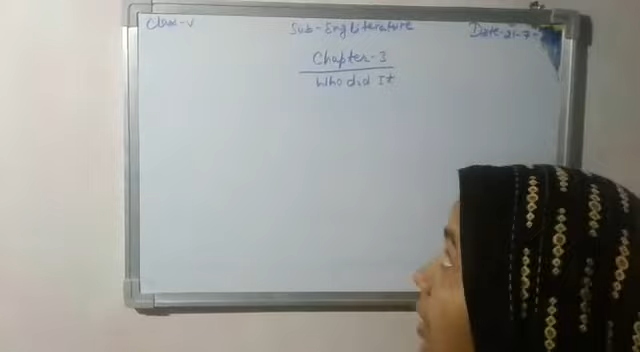 Class-V Sub-Eng Literature Date-21-7-
Chapter-3
Who did It